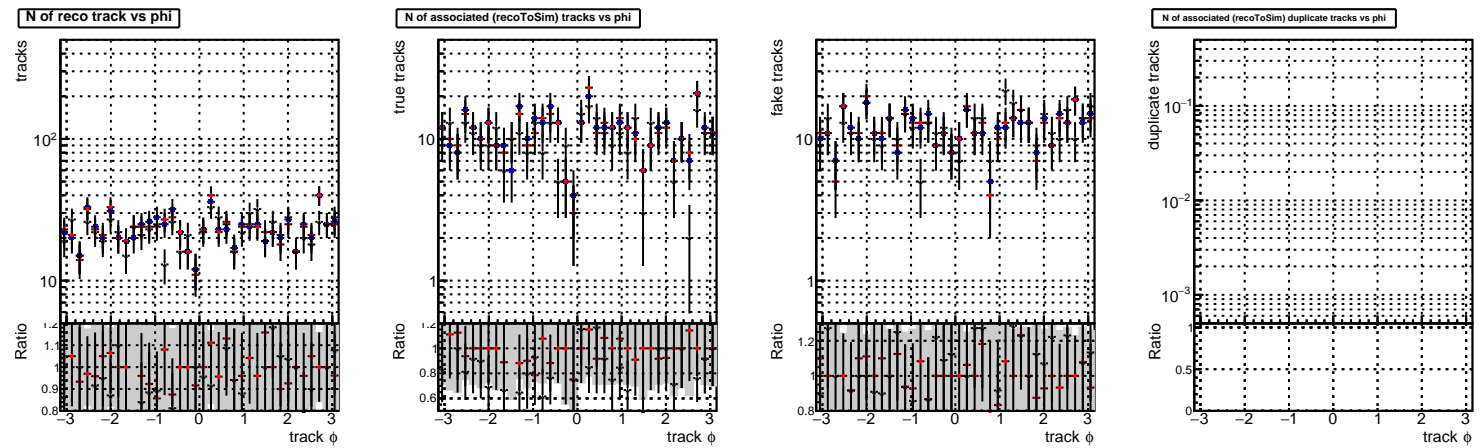 N of reco track vs phi
tracks
10²
10
Ratio
1.2
1.1
1
0.9
0.8
−3 −2 −1 0 1 2 3
track ϕ
N of associated (recoToSim) tracks vs phi
true tracks
10
1
Ratio
1.2
1
0.8
0.6
−3 −2 −1 0 1 2 3
track ϕ
fake tracks
10
1
Ratio
1.2
1
0.8
−3 −2 −1 0 1 2 3
track ϕ
N of associated (recoToSim) duplicate tracks vs phi
duplicate tracks
10⁻¹
10⁻²
10⁻³
Ratio
1
0.5
0
−3 −2 −1 0 1 2 3
track ϕ